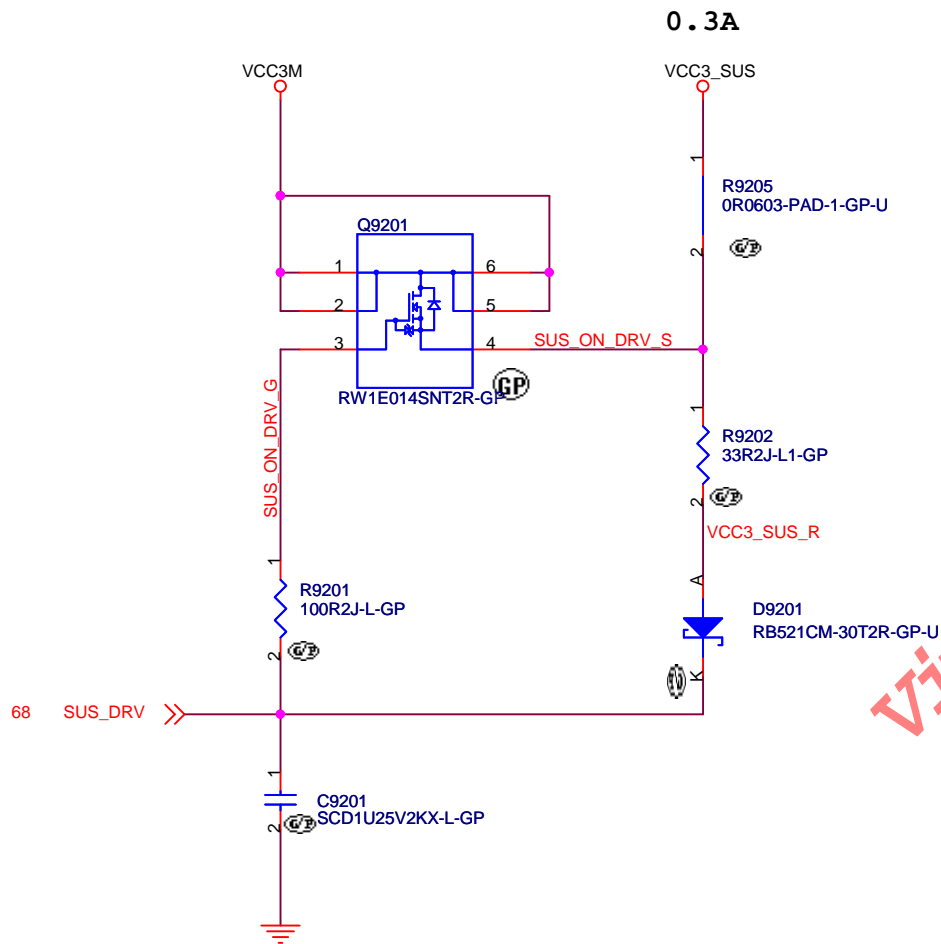 0.3A
VCC3M
VCC3_SUS
1
R9205
0R0603-PAD-1-GP-U
2
G/P
Q9201
1
6
2
5
3
4
SUS_ON_DRV_S
GP
RW1E014SNT2R-GP
SUS_ON_DRV_G
1
R9202
33R2J-L1-GP
2
G/P
VCC3_SUS_R
1
R9201
100R2J-L-GP
2
G/P
A
D9201
RB521CM-30T2R-GP-U
K
68 SUS_DRV
1
C9201
SCD1U25V2KX-L-GP
2
G/P